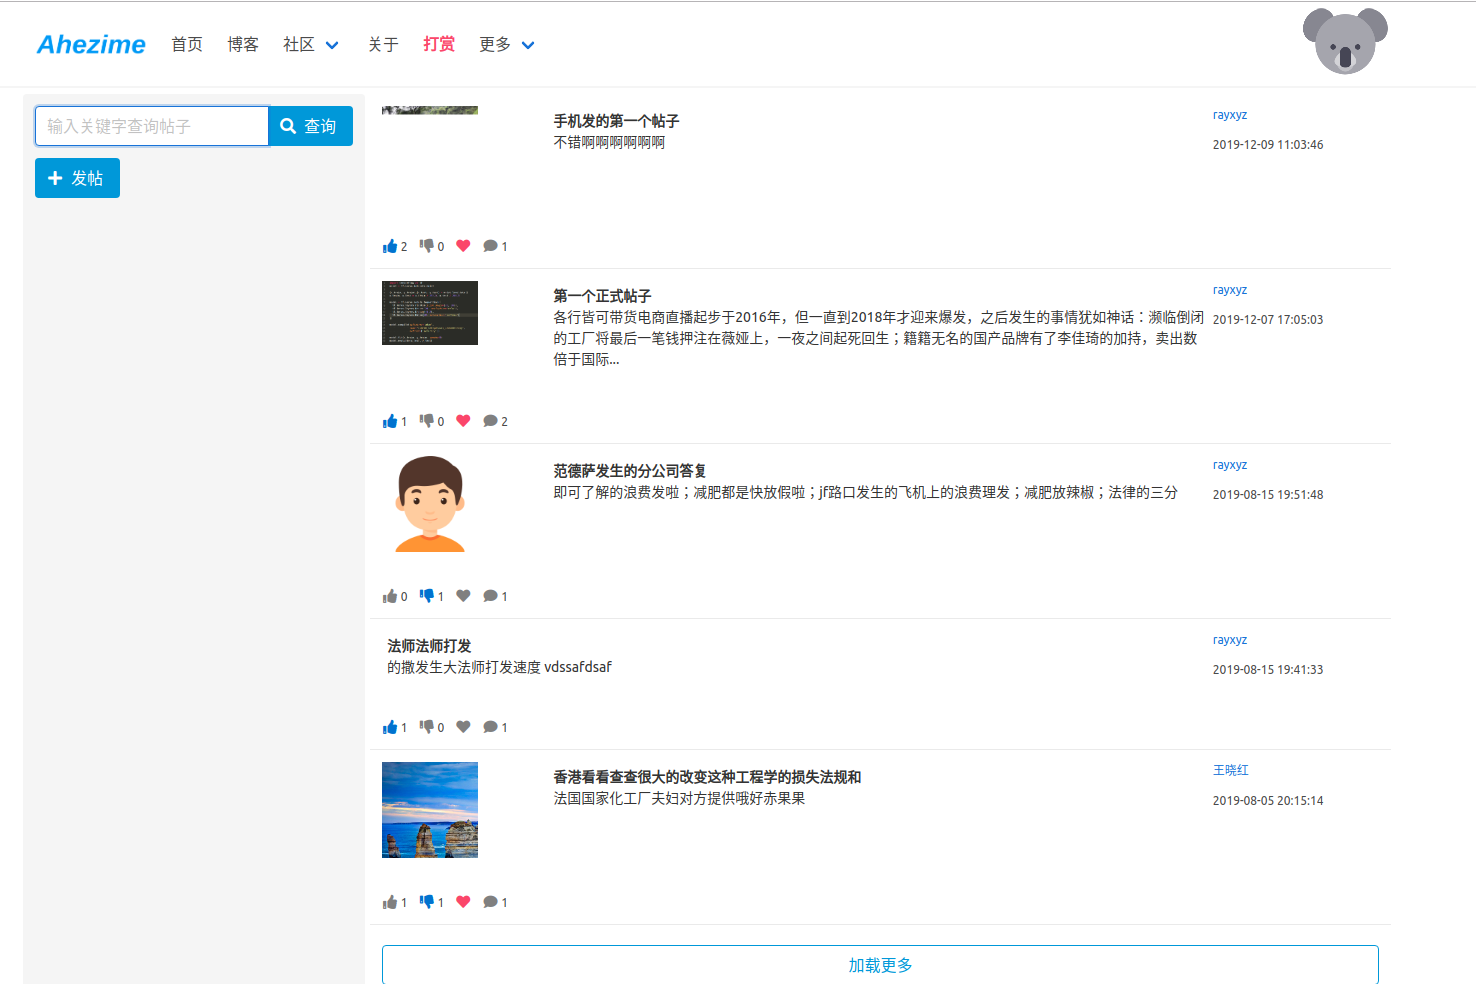 Ahezime 首页 博客 社区 关于 打赏 更多
输入关键字查询帖子 查询
发帖
手机发的第一个帖子
不错啊啊啊啊啊啊
rayxyz
2019-12-09 11:03:46
2 0 1
第一个正式帖子
各行皆可带货电商直播起步于2016年，但一直到2018年才迎来爆发，之后发生的事情犹如神话：濒临倒闭
的工厂将最后一笔钱押注在薇娅上，一夜之间起死回生；籍籍无名的国产品牌有了李佳琦的加持，卖出数
倍于国际...
rayxyz
2019-12-07 17:05:03
1 0 2
范德萨发生的分公司答复
即可了解的浪费发啦；减肥都是快放假啦；jf路口发生的飞机上的浪费理发；减肥放辣椒；法律的三分
rayxyz
2019-08-15 19:51:48
0 1 1
法师法师打发
的撒发生大法师打发速度 vdssafdsaf
rayxyz
2019-08-15 19:41:33
1 0 1
香港看看查查很大的改变这种工程学的损失法规和
法国国家化工厂夫妇对方提供哦好赤果果
王晓红
2019-08-05 20:15:14
1 1 1
加载更多